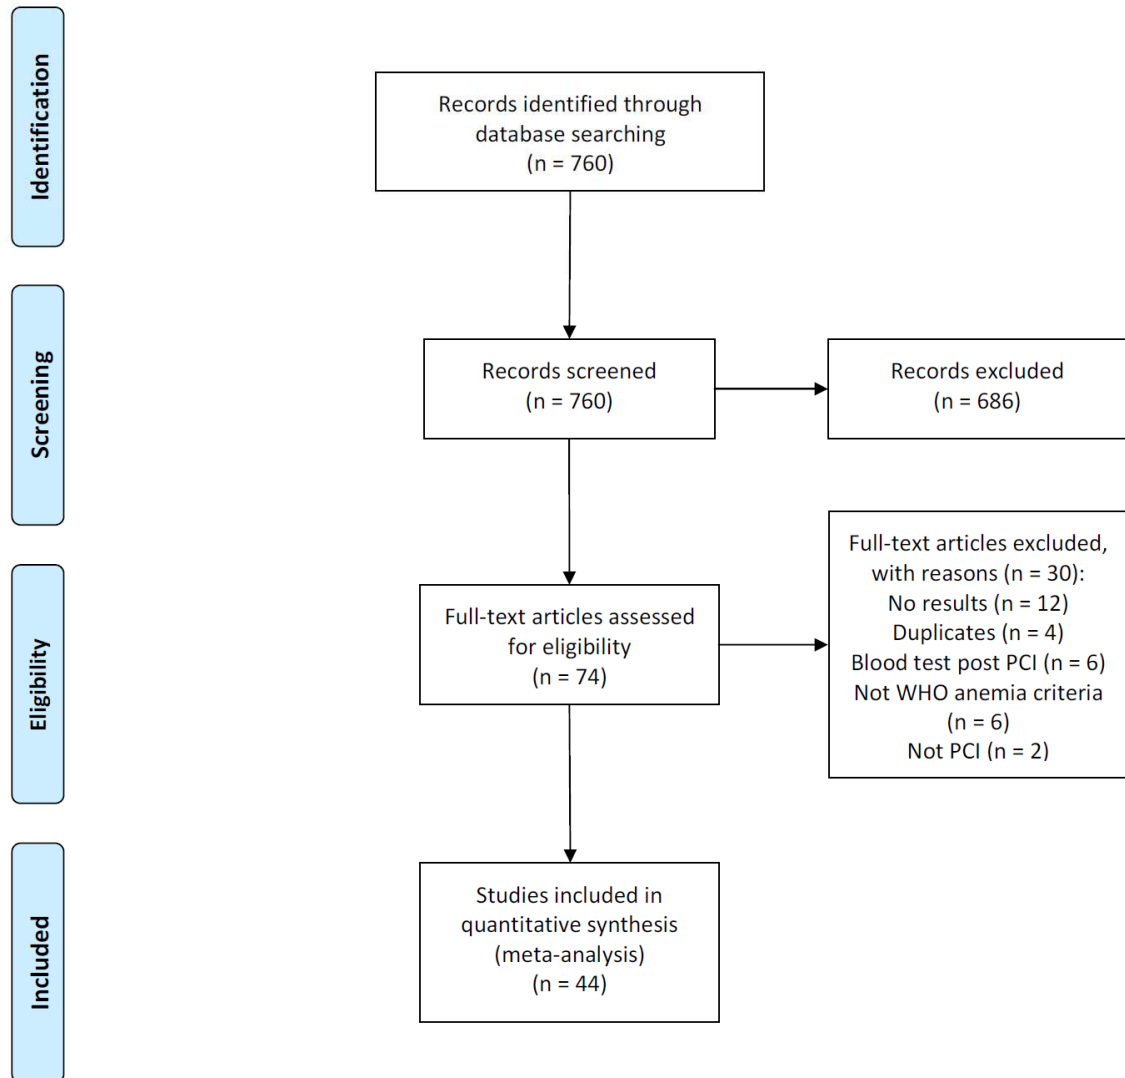 Identification
Records identified through
database searching
(n = 760)
Screening
Records screened
(n = 760)
Records excluded
(n = 686)
Eligibility
Full-text articles assessed
for eligibility
(n = 74)
Full-text articles excluded,
with reasons (n = 30):
No results (n = 12)
Duplicates (n = 4)
Blood test post PCI (n = 6)
Not WHO anemia criteria
(n = 6)
Not PCI (n = 2)
Included
Studies included in
quantitative synthesis
(meta-analysis)
(n = 44)